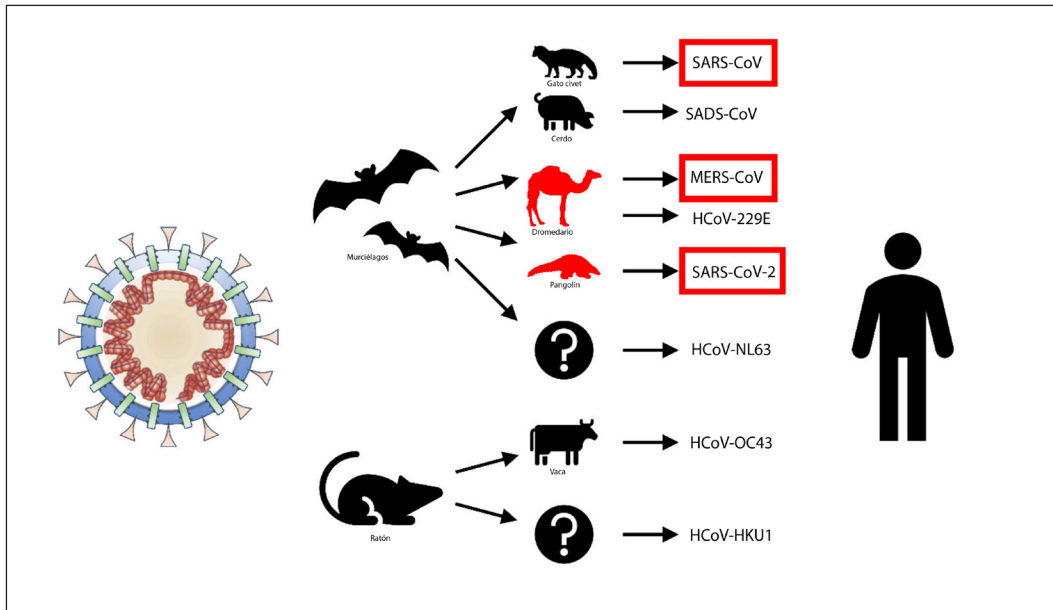 Gato civet
SARS-CoV
Cerdo
SADS-CoV
MERS-CoV
Dromedario
HCoV-229E
Murciélagos
Pangolín
SARS-CoV-2
?
HCoV-NL63
Vaca
HCoV-OC43
Ratón
?
HCoV-HKU1